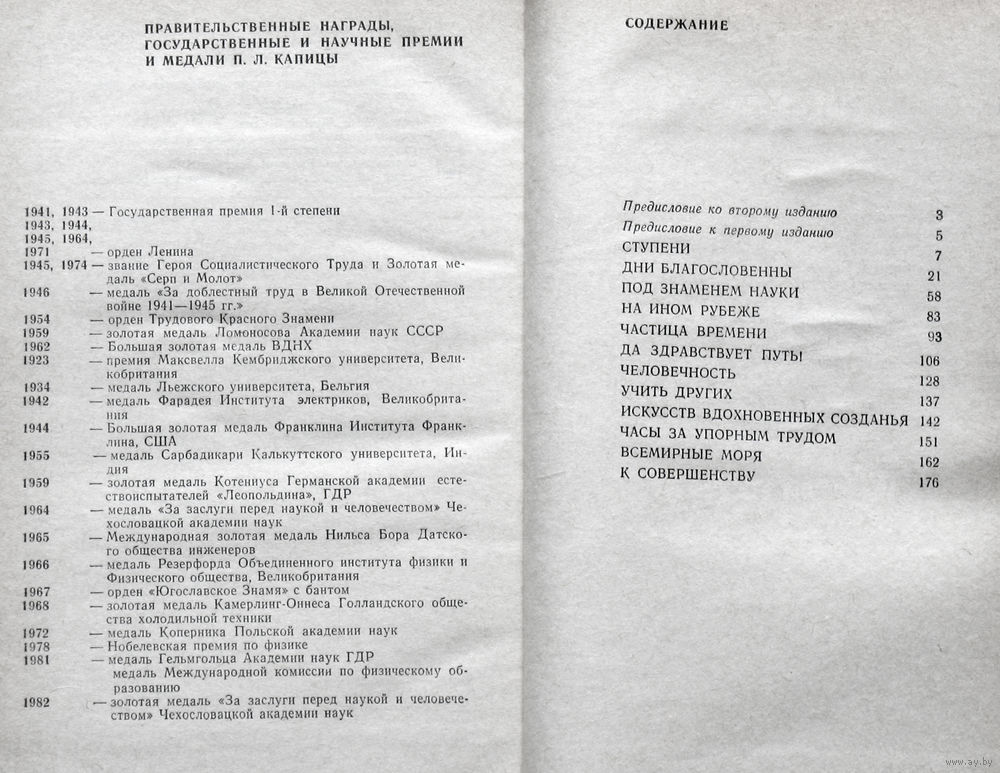 ПРАВИТЕЛЬСТВЕННЫЕ НАГРАДЫ,
ГОСУДАРСТВЕННЫЕ И НАУЧНЫЕ ПРЕМИИ
И МЕДАЛИ П. Л. КАПИЦЫ
1941, 1943 — Государственная премия 1-й степени
1943, 1944,
1945, 1964,
1971 — орден Ленина
1945, 1974 — звание Героя Социалистического Труда и Золотая ме-
даль «Серп и Молот»
1946 — медаль «За доблестный труд в Великой Отечественной
войне 1941—1945 гг.»
1954 — орден Трудового Красного Знамени
1959 — золотая медаль Ломоносова Академии наук СССР
1962 — Большая золотая медаль ВДНХ
1923 — премия Максвелла Кембриджского университета, Вели-
кобритания
1934 — медаль Льежского университета, Бельгия
1942 — медаль Фарадея Института электриков, Великобрита-
ния
1944 — Большая золотая медаль Франклина Института Франк-
лина, США
1955 — медаль Сарбадикари Калькуттского университета, Ин-
дия
1959 — золотая медаль Котениуса Германской академии есте-
ствоиспытателей «Леопольдина», ГДР
1964 — медаль «За заслуги перед наукой и человечеством» Че-
хословацкой академии наук
1965 — Международная золотая медаль Нильса Бора Датско-
го общества инженеров
1966 — медаль Резерфорда Объединенного института физики и
Физического общества, Великобритания
1967 — орден «Югославское Знамя» с бантом
1968 — золотая медаль Камерлинг-Оннеса Голландского обще-
ства холодильной техники
1972 — медаль Коперника Польской академии наук
1978 — Нобелевская премия по физике
1981 — медаль Гельмгольца Академии наук ГДР
медаль Международной комиссии по физическому об-
разованию
1982 — золотая медаль «За заслуги перед наукой и человече-
ством» Чехословацкой академии наук
СОДЕРЖАНИЕ
Предисловие ко второму изданию 3
Предисловие к первому изданию 5
СТУПЕНИ 7
ДНИ БЛАГОСЛОВЕННЫ 21
ПОД ЗНАМЕНЕМ НАУКИ 58
НА ИНОМ РУБЕЖЕ 83
ЧАСТИЦА ВРЕМЕНИ 93
ДА ЗДРАВСТВУЕТ ПУТЬ! 106
ЧЕЛОВЕЧНОСТЬ 128
УЧИТЬ ДРУГИХ 137
ИСКУССТВ ВДОХНОВЕННЫХ СОЗДАНЬЯ 142
ЧАСЫ ЗА УПОРНЫМ ТРУДОМ 151
ВСЕМИРНЫЕ МОРЯ 162
К СОВЕРШЕНСТВУ 176
www.ay.by